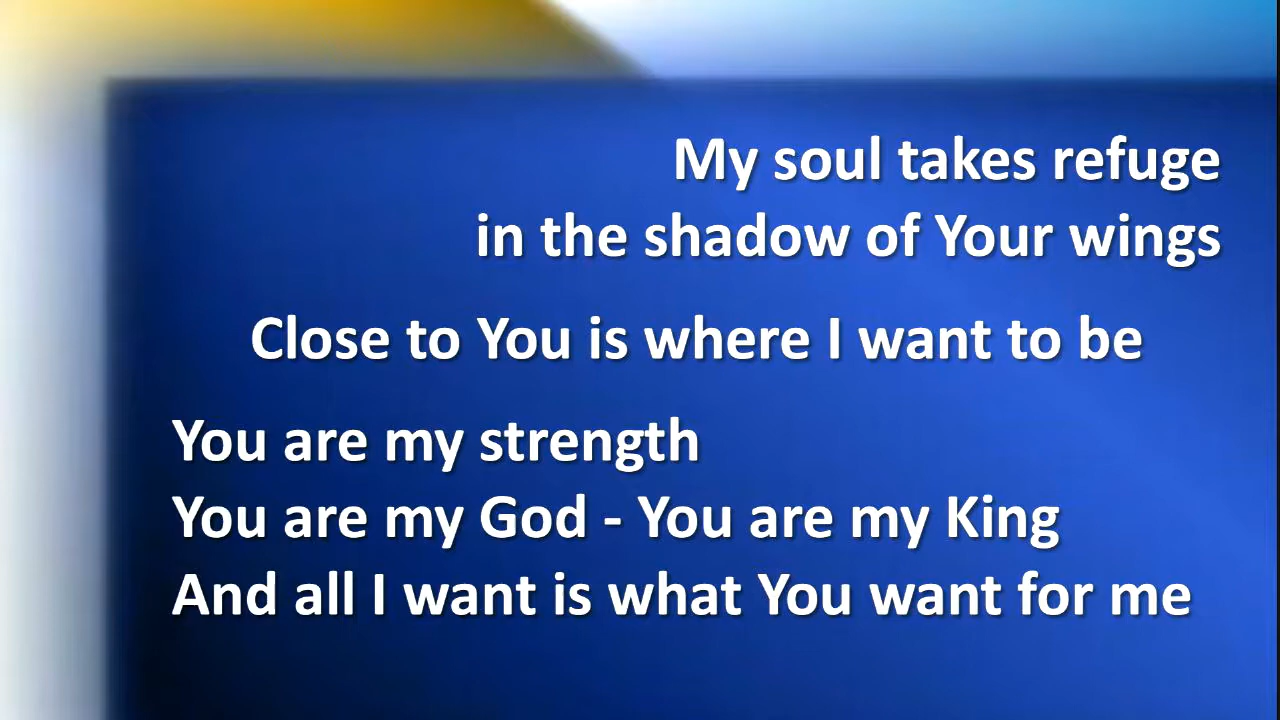 My soul takes refuge
in the shadow of Your wings
Close to You is where I want to be
You are my strength
You are my God - You are my King
And all I want is what You want for me